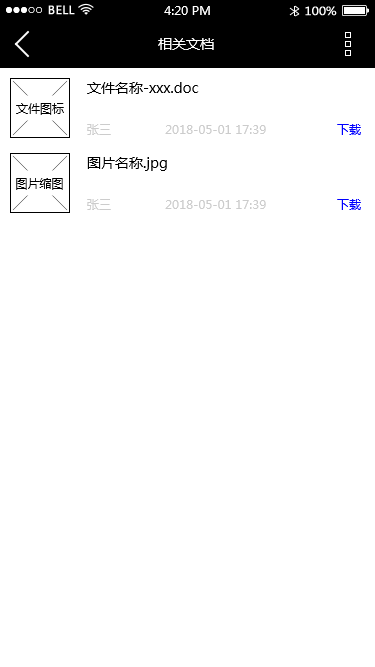 BELL 4:20 PM 100%
相关文档
文件图标
文件名称-xxx.doc
张三 2018-05-01 17:39 下载
图片缩图
图片名称.jpg
张三 2018-05-01 17:39 下载